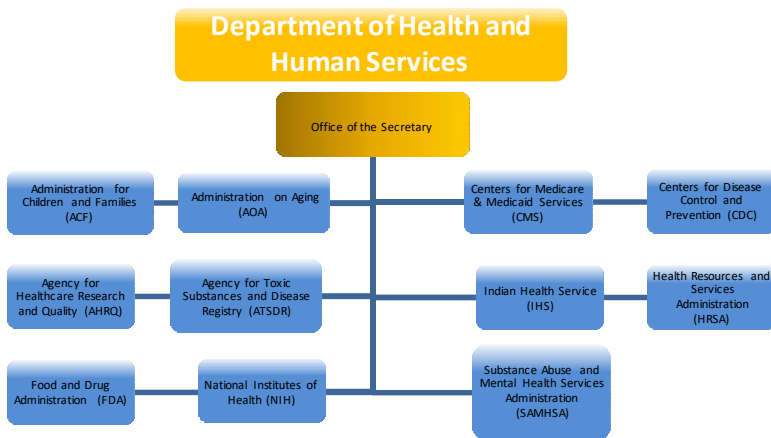 Department of Health and
Human Services
Office of the Secretary
Administration for
Children and Families
(ACF)
Administration on Aging
(AOA)
Centers for Medicare
& Medicaid Services
(CMS)
Centers for Disease
Control and
Prevention (CDC)
Agency for
Healthcare Research
and Quality (AHRQ)
Agency for Toxic
Substances and Disease
Registry (ATSDR)
Indian Health Service
(IHS)
Health Resources and
Services
Administration
(HRSA)
Food and Drug
Administration (FDA)
National Institutes of
Health (NIH)
Substance Abuse and
Mental Health Services
Administration
(SAMHSA)